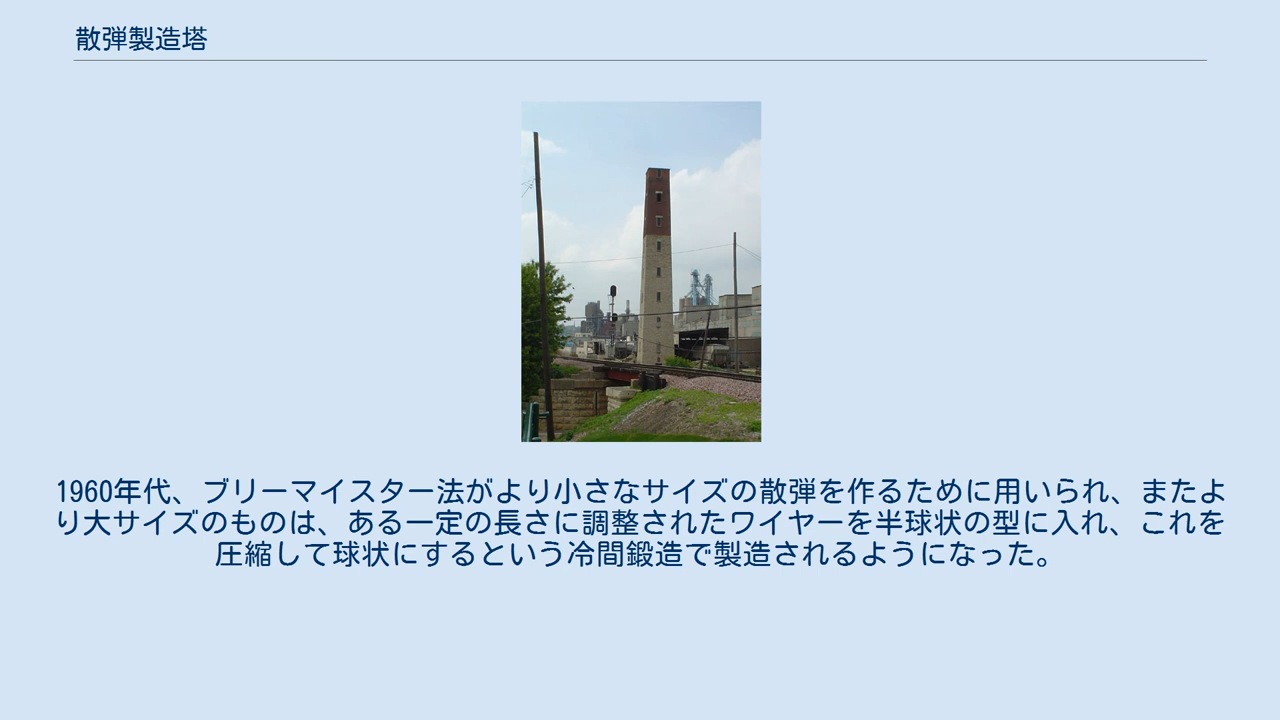 散弾製造塔
1960年代、ブリーマイスター法がより小さなサイズの散弾を作るために用いられ、またよ
り大サイズのものは、ある一定の長さに調整されたワイヤーを半球状の型に入れ、これを
圧縮して球状にするという冷間鍛造で製造されるようになった。